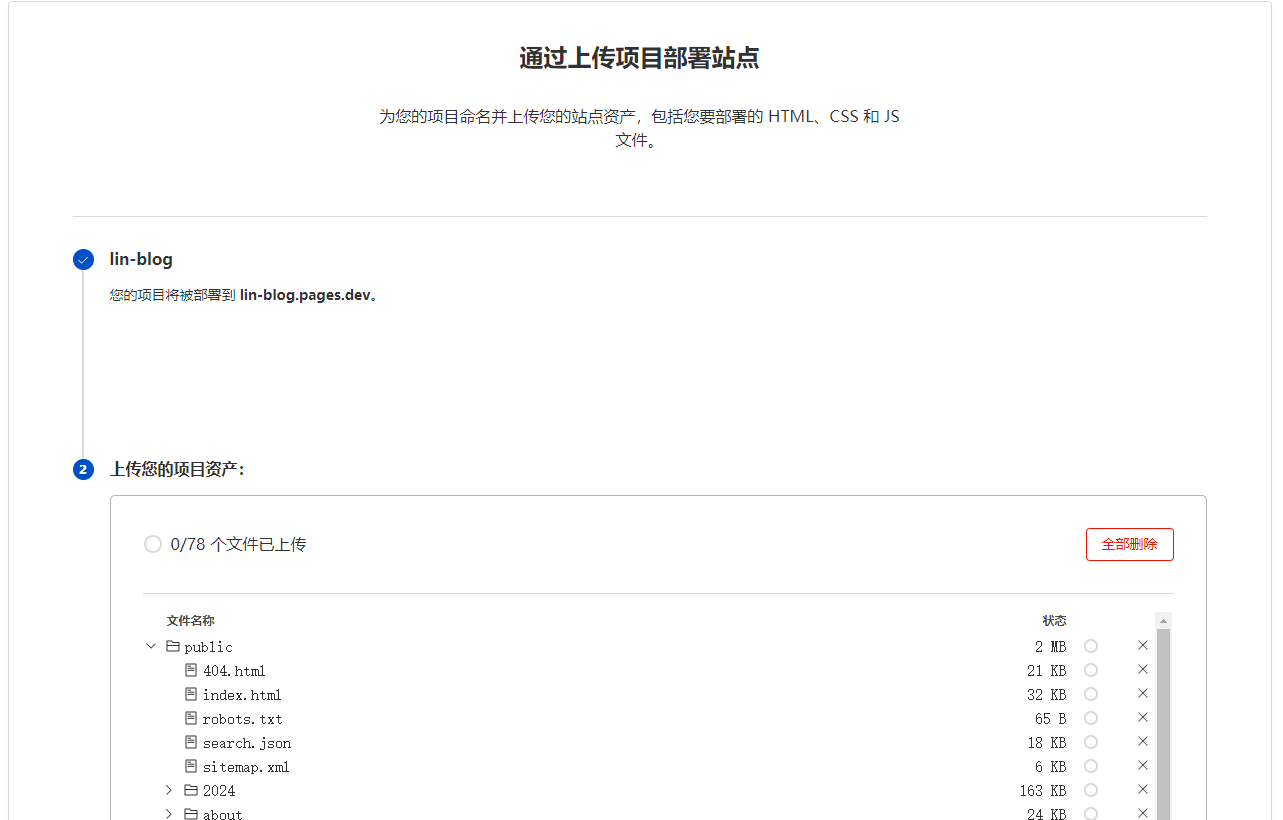 通过上传项目部署站点
为您的项目命名并上传您的站点资产，包括您要部署的 HTML、CSS 和 JS
文件。
lin-blog
您的项目将被部署到 lin-blog.pages.dev。
2 上传您的项目资产：
0/78 个文件已上传 全部删除
文件名称 状态
public 2 MB
404.html 21 KB
index.html 32 KB
robots.txt 65 B
search.json 18 KB
sitemap.xml 6 KB
2024 163 KB
about 24 KB